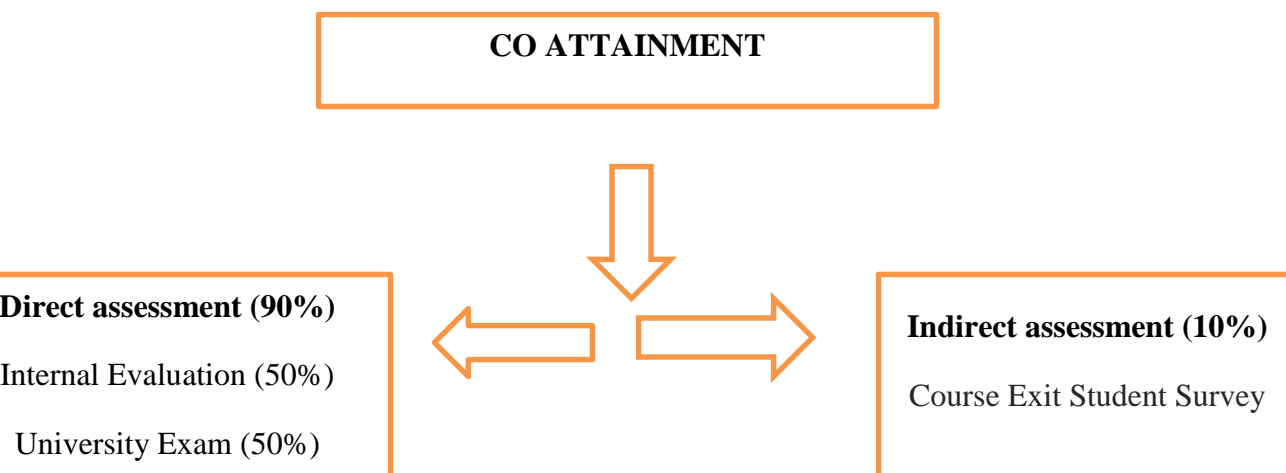 CO ATTAINMENT
Direct assessment (90%)
Internal Evaluation (50%)
University Exam (50%)
Indirect assessment (10%)
Course Exit Student Survey